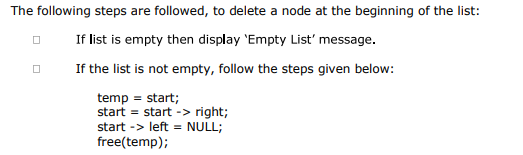 The following steps are followed, to delete a node at the beginning of the list:
If list is empty then display ‘Empty List’ message.
If the list is not empty, follow the steps given below:
temp = start;
start = start -> right;
start -> left = NULL;
free(temp);